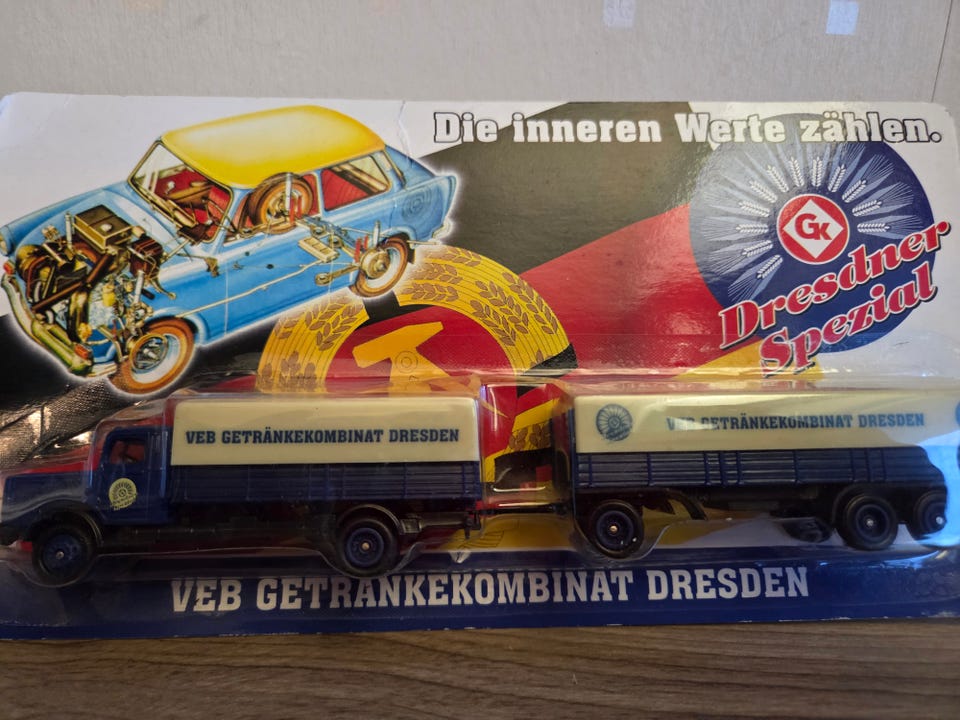 Die inneren Werte zählen.
GK
Dresdner
Spezial
VEB GETRÄNKEKOMBINAT DRESDEN
VEB GETRÄNKEKOMBINAT DRESDEN
VEB GETRÄNKEKOMBINAT DRESDEN